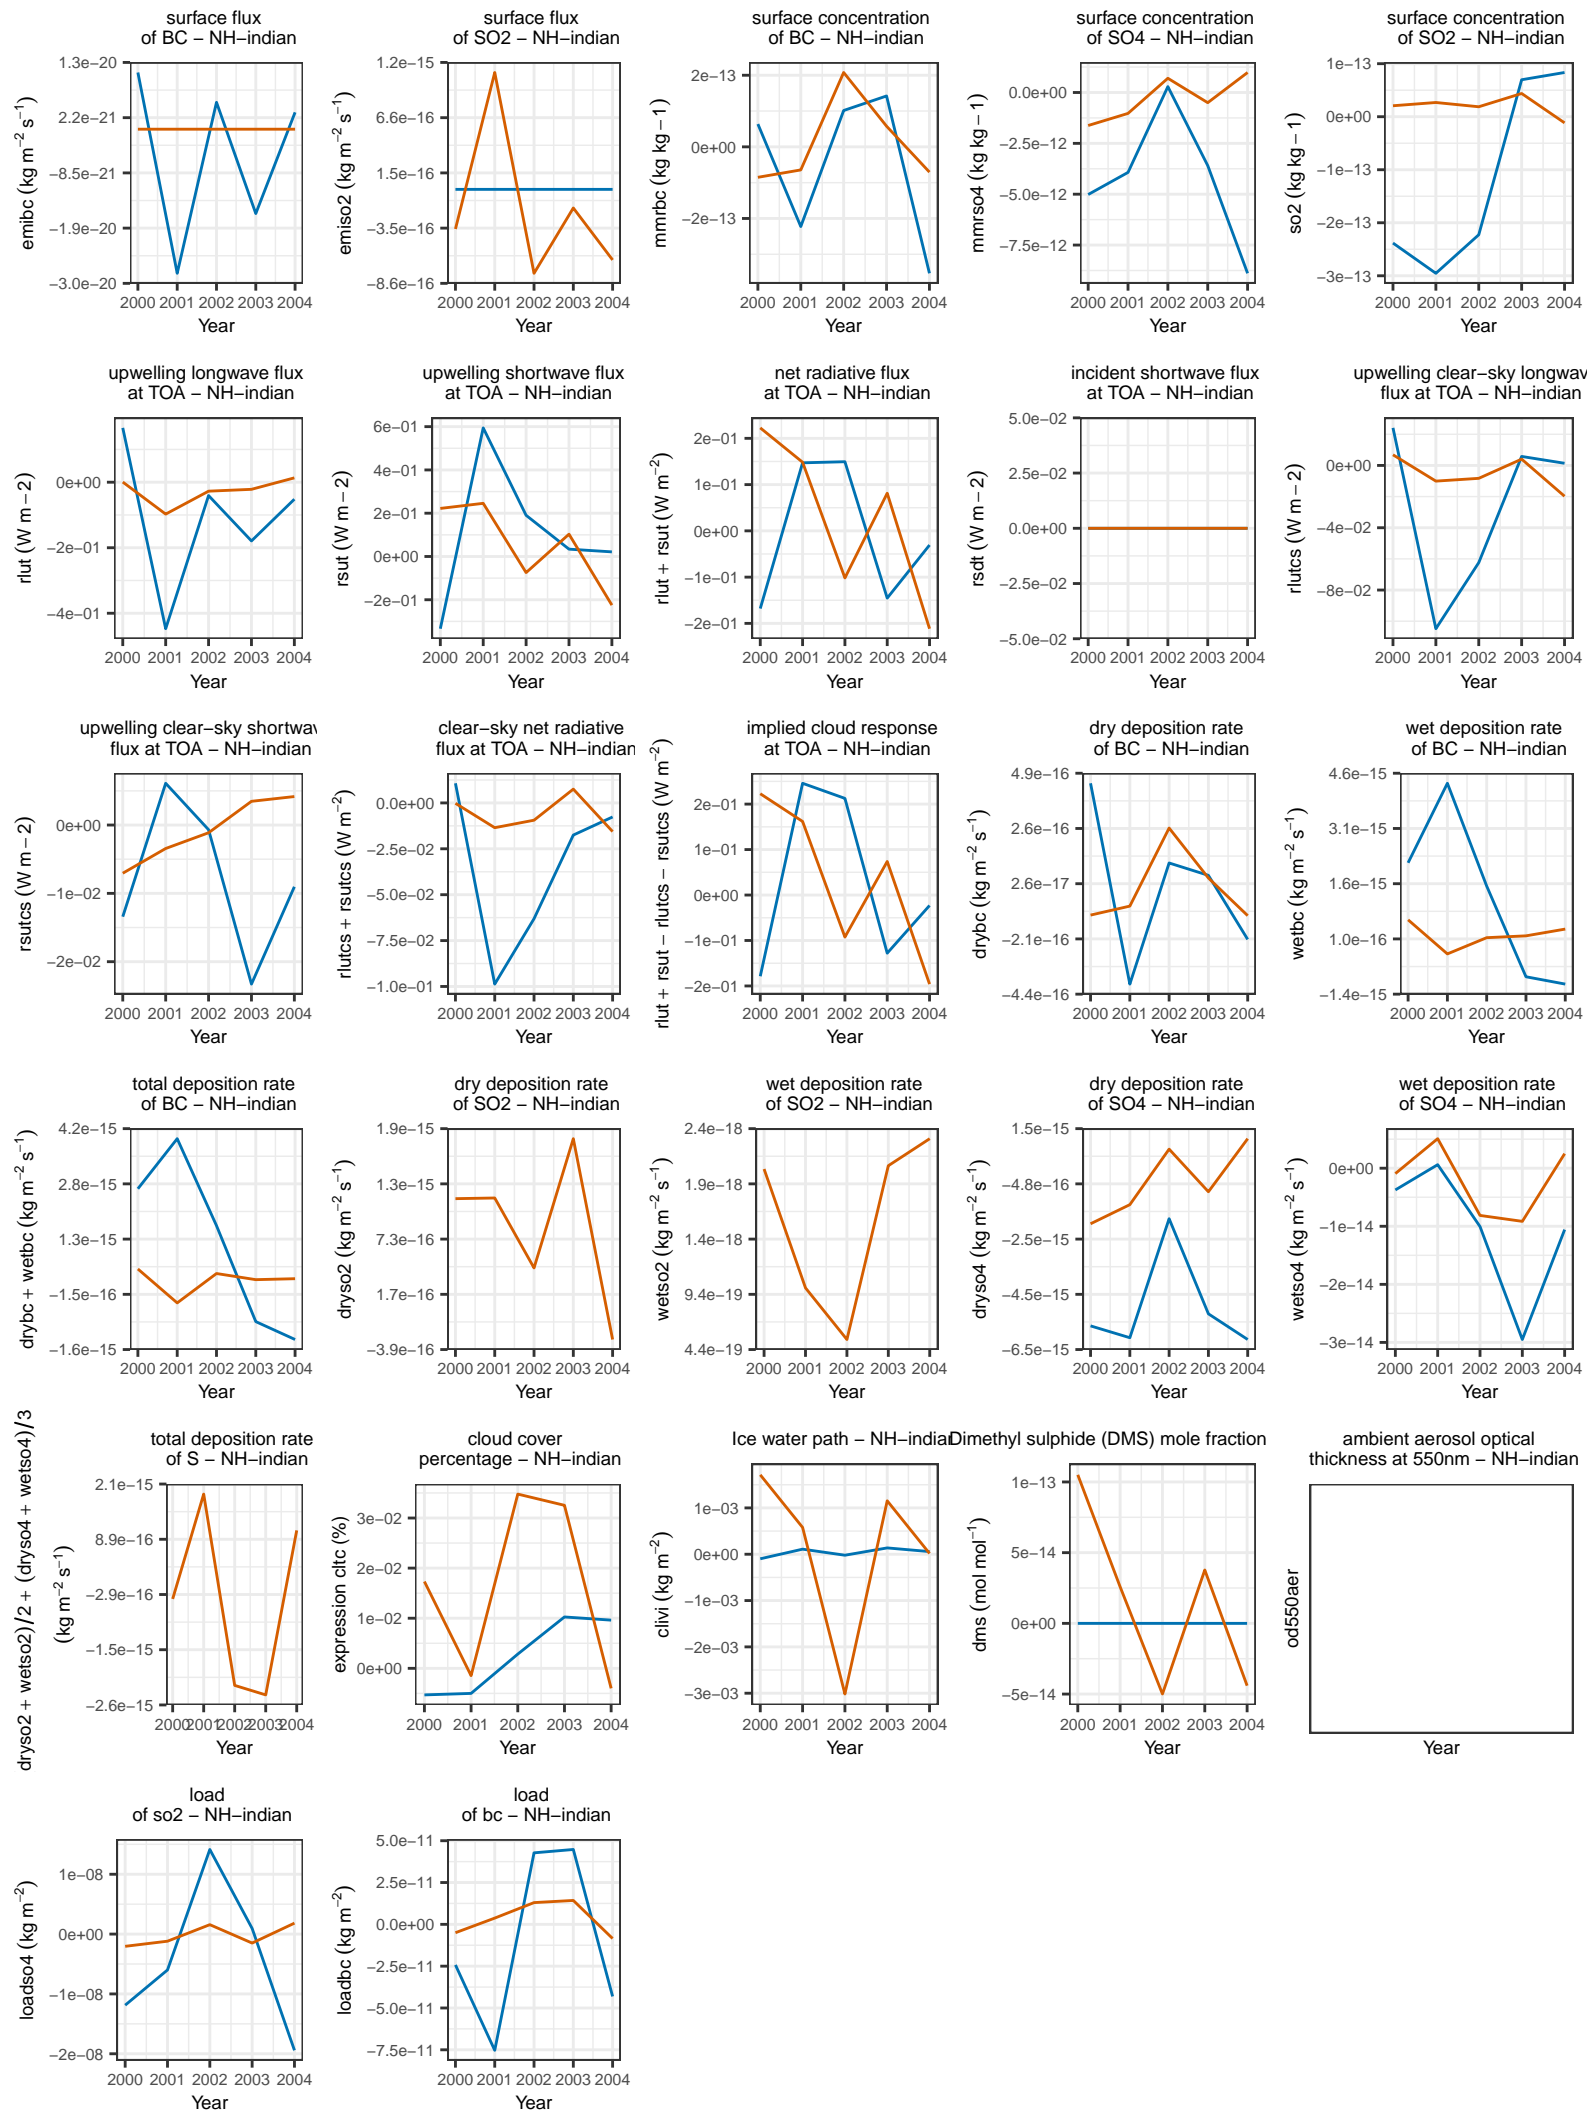 surface flux
of BC − NH−indian
emibc (kg m−2 s−1)
1.3e−20
2.2e−21
−8.5e−21
−1.9e−20
−3.0e−20
2000 2001 2002 2003 2004
Year
surface flux
of SO2 − NH−indian
emiso2 (kg m−2 s−1)
1.2e−15
6.6e−16
1.5e−16
−3.5e−16
−8.6e−16
2000 2001 2002 2003 2004
Year
surface concentration
of BC − NH−indian
mmrbc (kg kg − 1)
2e−13
0e+00
−2e−13
2000 2001 2002 2003 2004
Year
surface concentration
of SO4 − NH−indian
mmrso4 (kg kg − 1)
0.0e+00
−2.5e−12
−5.0e−12
−7.5e−12
2000 2001 2002 2003 2004
Year
surface concentration
of SO2 − NH−indian
so2 (kg kg − 1)
1e−13
0e+00
−1e−13
−2e−13
−3e−13
2000 2001 2002 2003 2004
Year
upwelling longwave flux
at TOA − NH−indian
rlut (W m − 2)
0e+00
−2e−01
−4e−01
2000 2001 2002 2003 2004
Year
upwelling shortwave flux
at TOA − NH−indian
rsut (W m − 2)
6e−01
4e−01
2e−01
0e+00
−2e−01
2000 2001 2002 2003 2004
Year
net radiative flux
at TOA − NH−indian
rlut + rsut (W m−2)
2e−01
1e−01
0e+00
−1e−01
−2e−01
2000 2001 2002 2003 2004
Year
incident shortwave flux
at TOA − NH−indian
rsdt (W m − 2)
5.0e−02
2.5e−02
0.0e+00
−2.5e−02
−5.0e−02
2000 2001 2002 2003 2004
Year
upwelling clear−sky longwav
flux at TOA − NH−indian
rlutcs (W m − 2)
0e+00
−4e−02
−8e−02
2000 2001 2002 2003 2004
Year
upwelling clear−sky shortwav
flux at TOA − NH−indian
rsutcs (W m − 2)
0e+00
−1e−02
−2e−02
2000 2001 2002 2003 2004
Year
clear−sky net radiative
flux at TOA − NH−indian
rlutcs + rsutcs (W m−2)
0.0e+00
−2.5e−02
−5.0e−02
−7.5e−02
−1.0e−01
2000 2001 2002 2003 2004
Year
implied cloud response
at TOA − NH−indian
rlut + rsut − rlutcs − rsutcs (W m−2)
2e−01
1e−01
0e+00
−1e−01
−2e−01
2000 2001 2002 2003 2004
Year
dry deposition rate
of BC − NH−indian
drybc (kg m−2 s−1)
4.9e−16
2.6e−16
2.6e−17
−2.1e−16
−4.4e−16
2000 2001 2002 2003 2004
Year
wet deposition rate
of BC − NH−indian
wetbc (kg m−2 s−1)
4.6e−15
3.1e−15
1.6e−15
1.0e−16
−1.4e−15
2000 2001 2002 2003 2004
Year
total deposition rate
of BC − NH−indian
drybc + wetbc (kg m−2 s−1)
4.2e−15
2.8e−15
1.3e−15
−1.5e−16
−1.6e−15
2000 2001 2002 2003 2004
Year
dry deposition rate
of SO2 − NH−indian
dryso2 (kg m−2 s−1)
1.9e−15
1.3e−15
7.3e−16
1.7e−16
−3.9e−16
2000 2001 2002 2003 2004
Year
wet deposition rate
of SO2 − NH−indian
wetso2 (kg m−2 s−1)
2.4e−18
1.9e−18
1.4e−18
9.4e−19
4.4e−19
2000 2001 2002 2003 2004
Year
dry deposition rate
of SO4 − NH−indian
dryso4 (kg m−2 s−1)
1.5e−15
−4.8e−16
−2.5e−15
−4.5e−15
−6.5e−15
2000 2001 2002 2003 2004
Year
wet deposition rate
of SO4 − NH−indian
wetso4 (kg m−2 s−1)
0e+00
−1e−14
−2e−14
−3e−14
2000 2001 2002 2003 2004
Year
total deposition rate
of S − NH−indian
dryso2 + wetso2)/2 + (dryso4 + wetso4)/3
(kg m−2 s−1)
2.1e−15
8.9e−16
−2.9e−16
−1.5e−15
−2.6e−15
2000 2001 2002 2003 2004
Year
cloud cover
percentage − NH−indian
expression cltc (%)
3e−02
2e−02
1e−02
0e+00
2000 2001 2002 2003 2004
Year
Ice water path − NH−indian
clivi (kg m−2)
1e−03
0e+00
−1e−03
−2e−03
−3e−03
2000 2001 2002 2003 2004
Year
Dimethyl sulphide (DMS) mole fraction
dms (mol mol−1)
1e−13
5e−14
0e+00
−5e−14
2000 2001 2002 2003 2004
Year
ambient aerosol optical
thickness at 550nm − NH−indian
od550aer
Year
load
of so2 − NH−indian
loadso4 (kg m−2)
1e−08
0e+00
−1e−08
−2e−08
2000 2001 2002 2003 2004
Year
load
of bc − NH−indian
loadbc (kg m−2)
5.0e−11
2.5e−11
0.0e+00
−2.5e−11
−5.0e−11
−7.5e−11
2000 2001 2002 2003 2004
Year